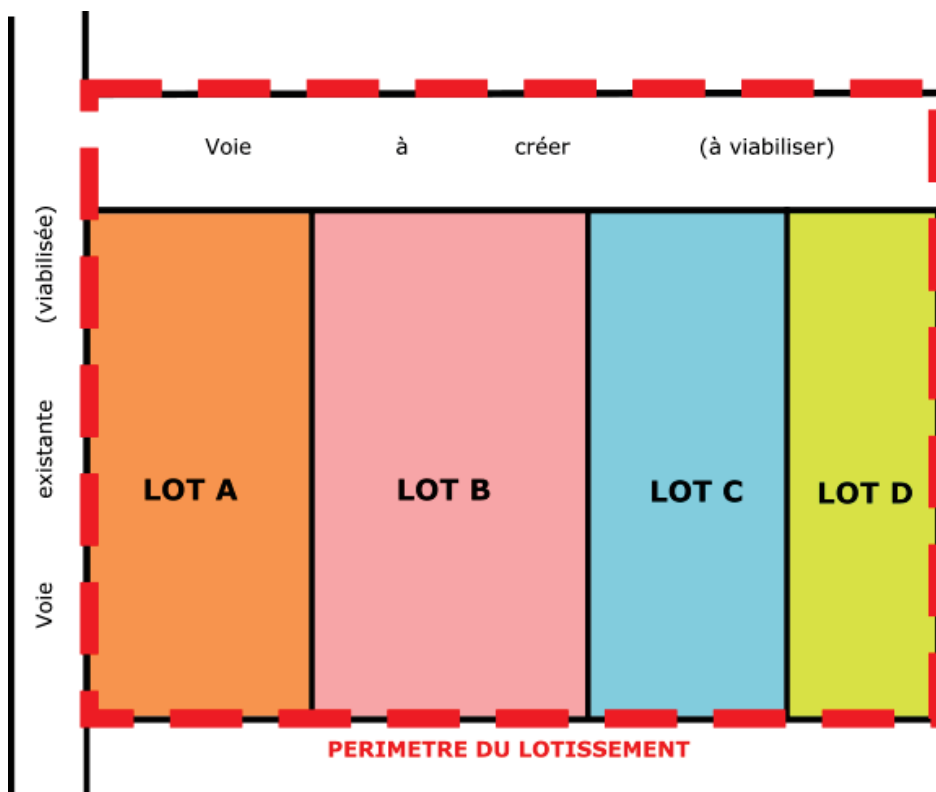 Voie à créer (à viabiliser)
Voie existante (viabilisée)
LOT A
LOT B
LOT C
LOT D
PERIMETRE DU LOTISSEMENT